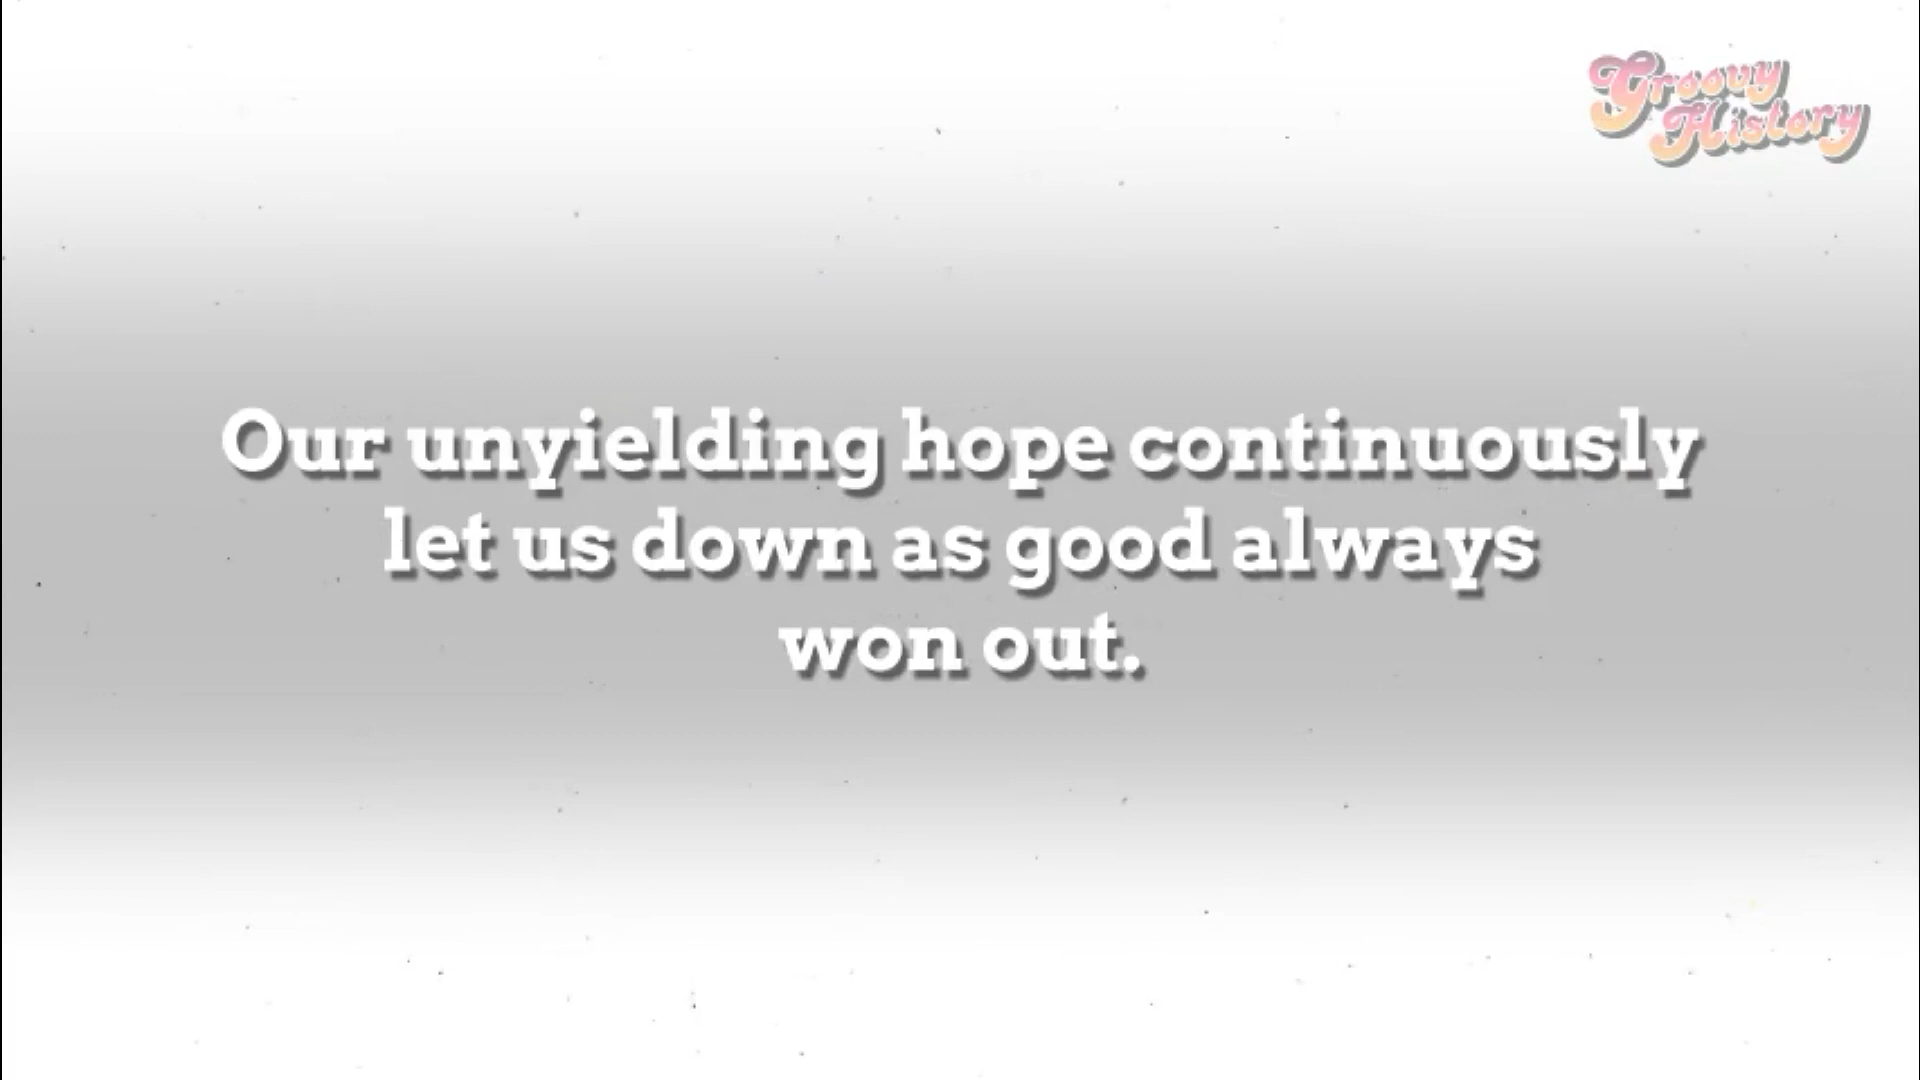 Groovy
History
Our unyielding hope continuously
let us down as good always
won out.